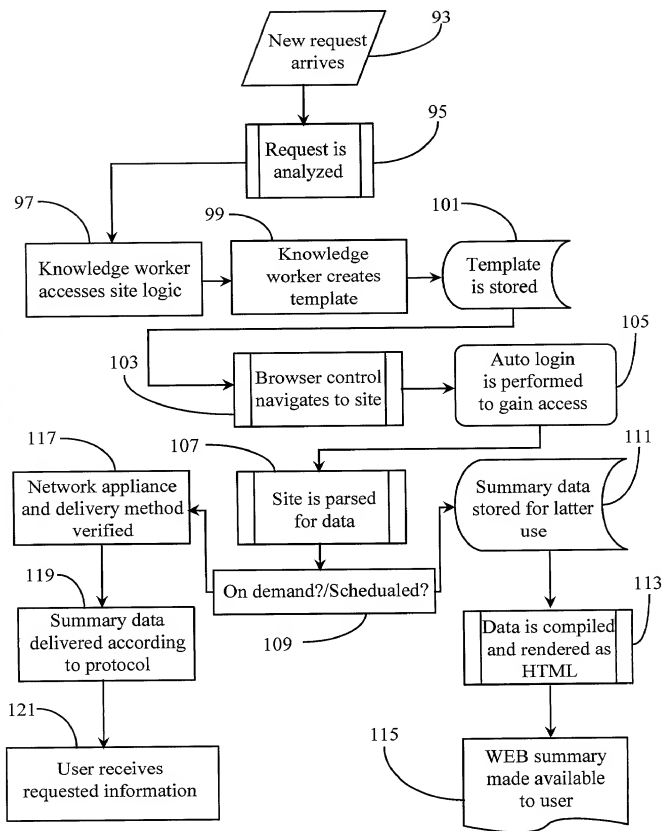 93
New request
arrives
95
Request is
analyzed
97
99
101
Knowledge worker
accesses site logic
Knowledge
worker creates
template
Template
is stored
103
Browser control
navigates to site
105
Auto login
is performed
to gain access
117
107
111
Network appliance
and delivery method
verified
Site is parsed
for data
Summary data
stored for latter
use
On demand?/Schedualed?
109
119
Summary data
delivered according
to protocol
113
Data is compiled
and rendered as
HTML
121
User receives
requested information
115
WEB summary
made available
to user